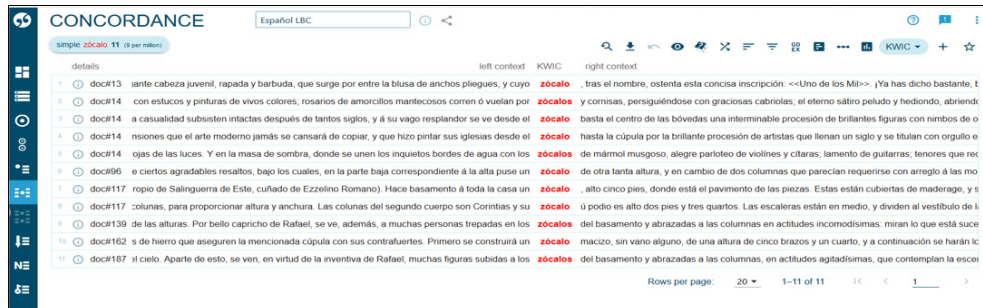 CONCORDANCE Español LBC
simple zócalo 11 (9 per million) KWIC
details left context KWIC right context
1 doc#13 ante cabeza juvenil, rapada y barbuda, que surge por entre la blusa de anchos pliegues, y cuyo zócalo , tras el nombre, ostenta esta concisa inscripción: <<Uno de los Mil>>. ¡Ya has dicho bastante,
2 doc#14 con estucos y pinturas de vivos colores; rosarios de amorcillos mantecosos corren ó vuelan por zócalos y cornisas, persiguiéndose con graciosas cabriolas; el eterno sátiro peludo y hediondo, abriendo
3 doc#14 a casualidad subsisten intactas después de tantos siglos, y á su vago resplandor se ve desde el zócalo basta el centro de las bóvedas una interminable procesión de brillantes figuras con nimbos de o
4 doc#14 nsiones que el arte moderno jamás se cansará de copiar, y que hizo pintar sus iglesias desde el zócalo hasta la cúpula por la brillante procesión de artistas que llenan un siglo y se titulan con orgullo e
5 doc#14 ojas de las luces. Y en la masa de sombra, donde se unen los inquietos bordes de agua con los zócalos de mármol musgoso, alegre parloteo de violines y cítaras; lamento de guitarras; tenores que rec
6 doc#96 e ciertos agradables resaltos, bajo los cuales, en la parte baja correspondiente á la alta puse un zócalo de otra tanta altura, y en cambio de dos columnas que parecían requerirse con arreglo á las mo
7 doc#117 ropio de Salinguerra de Este, cuñado de Ezzelino Romano). Hace basamento á toda la casa un zócalo , alto cinco pies, donde está el pavimento de las piezas. Estas están cubiertas de maderage, y s
8 doc#117 columnas, para proporcionar altura y anchura. Las columnas del segundo cuerpo son Corintias y su zócalo ú podio es alto dos pies y tres quartos. Las escaleras están en medio, y dividen al vestíbulo de l
9 doc#139 de las alturas. Por bello capricho de Rafael, se ve, además, a muchas personas trepadas en los zócalos del basamento y abrazadas a las columnas en actitudes incomodísimas: miran lo que está suce
10 doc#162 s de hierro que aseguren la mencionada cúpula con sus contrafuertes. Primero se construirá un zócalo macizo, sin vano alguno, de una altura de cinco brazos y un cuarto, y a continuación se harán lo
11 doc#187 el cielo. Aparte de esto, se ven, en virtud de la inventiva de Rafael, muchas figuras subidas a los zócalos del basamento y abrazadas a las columnas, en actitudes agitadísimas, que contemplan la escen
Rows per page: 20 1–11 of 11 1